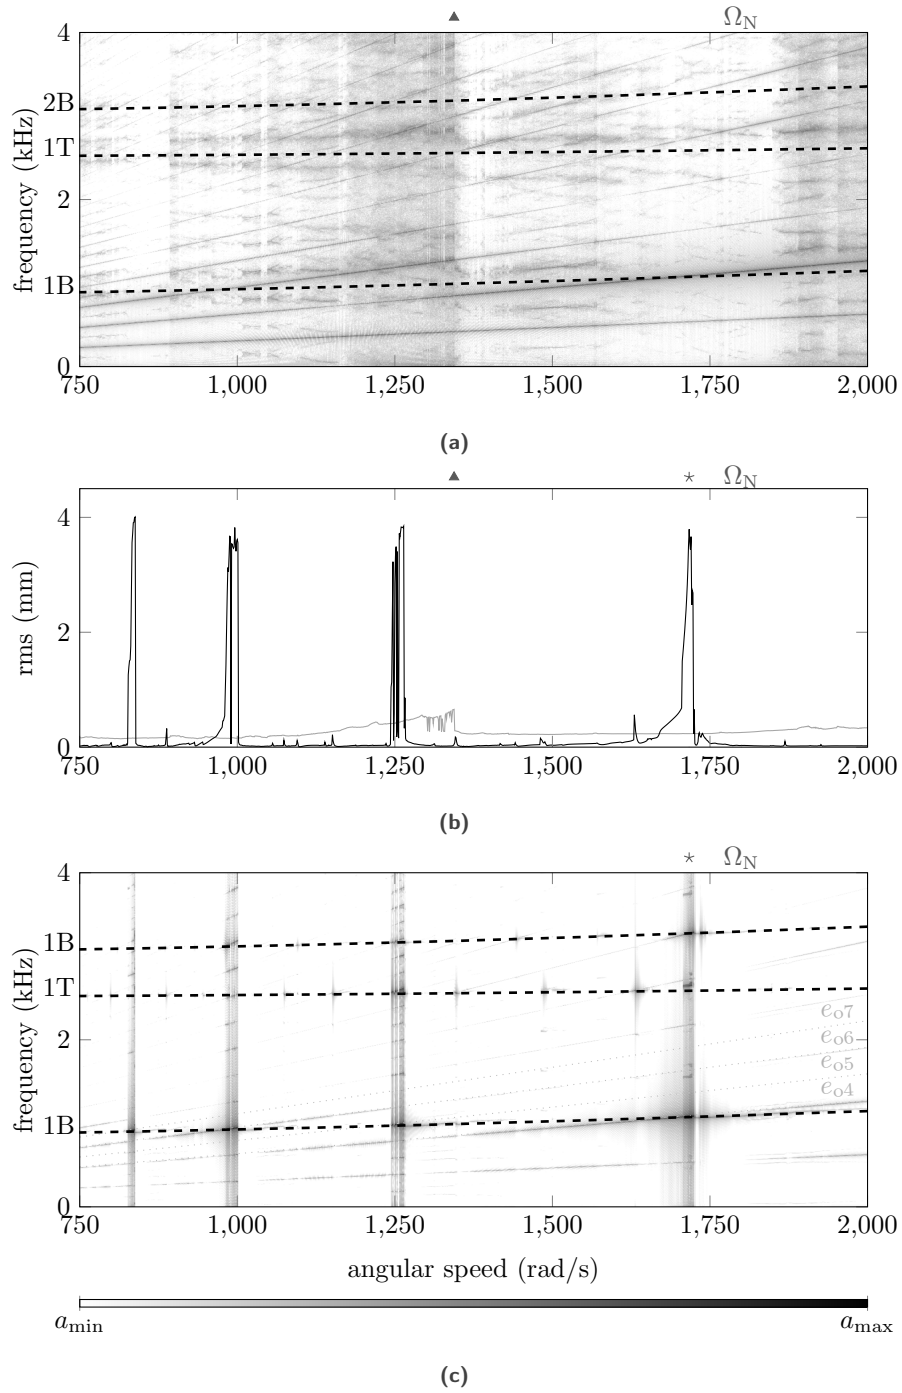 ▲ Ω_N
4
2B
1T
2
1B
0
frequency (kHz)
750 1,000 1,250 1,500 1,750 2,000
(a)
▲ ⋆ Ω_N
4
2
0
rms (mm)
750 1,000 1,250 1,500 1,750 2,000
(b)
⋆ Ω_N
4
1B
1T
2
1B
0
frequency (kHz)
e_o7
e_o6
e_o5
e_o4
750 1,000 1,250 1,500 1,750 2,000
angular speed (rad/s)
a_min a_max
(c)